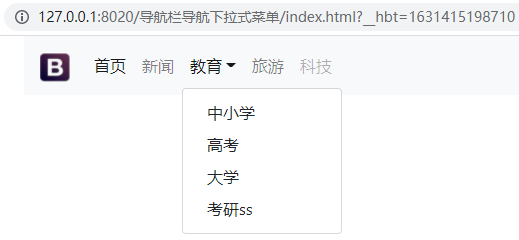 127.0.0.1:8020/导航栏导航下拉式菜单/index.html?__hbt=1631415198710
B 首页 新闻 教育 旅游 科技
中小学
高考
大学
考研ss